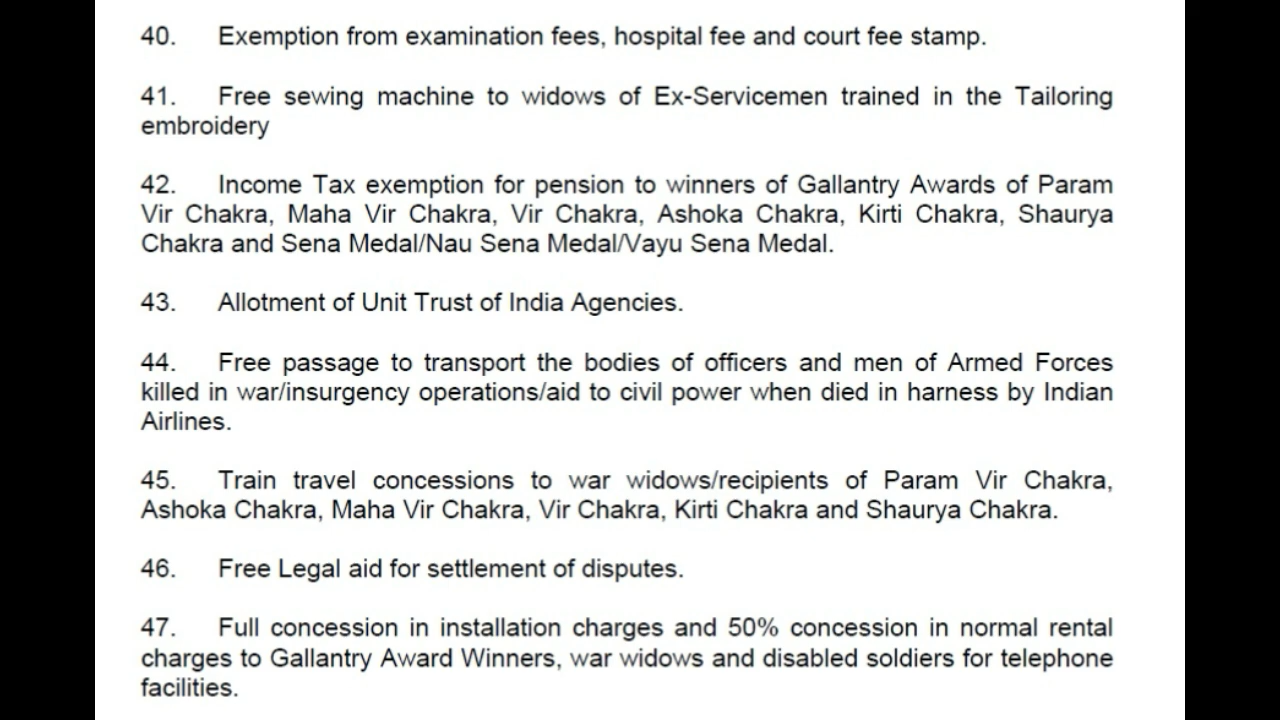 40. Exemption from examination fees, hospital fee and court fee stamp.
41. Free sewing machine to widows of Ex-Servicemen trained in the Tailoring
embroidery
42. Income Tax exemption for pension to winners of Gallantry Awards of Param
Vir Chakra, Maha Vir Chakra, Vir Chakra, Ashoka Chakra, Kirti Chakra, Shaurya
Chakra and Sena Medal/Nau Sena Medal/Vayu Sena Medal.
43. Allotment of Unit Trust of India Agencies.
44. Free passage to transport the bodies of officers and men of Armed Forces
killed in war/insurgency operations/aid to civil power when died in harness by Indian
Airlines.
45. Train travel concessions to war widows/recipients of Param Vir Chakra,
Ashoka Chakra, Maha Vir Chakra, Vir Chakra, Kirti Chakra and Shaurya Chakra.
46. Free Legal aid for settlement of disputes.
47. Full concession in installation charges and 50% concession in normal rental
charges to Gallantry Award Winners, war widows and disabled soldiers for telephone
facilities.